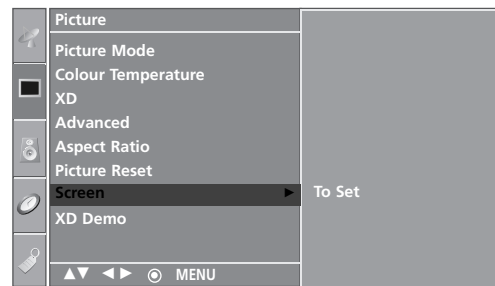 Picture
Picture Mode
Colour Temperature
XD
Advanced
Aspect Ratio
Picture Reset
Screen ► To Set
XD Demo
▲▼ ◄► ◉ MENU